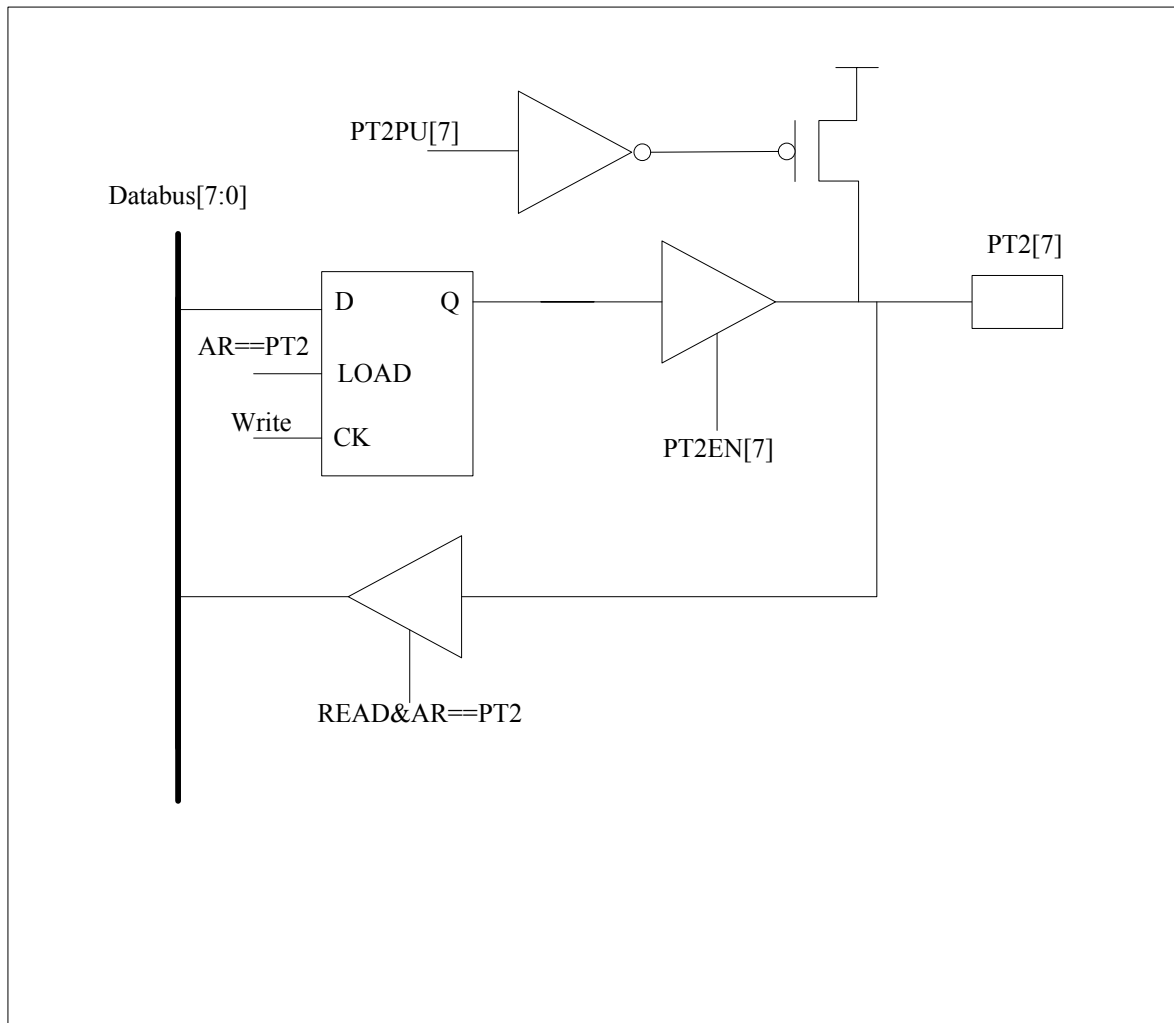 PT2PU[7]
Databus[7:0]
PT2[7]
D
Q
AR==PT2
LOAD
Write
CK
PT2EN[7]
READ&AR==PT2